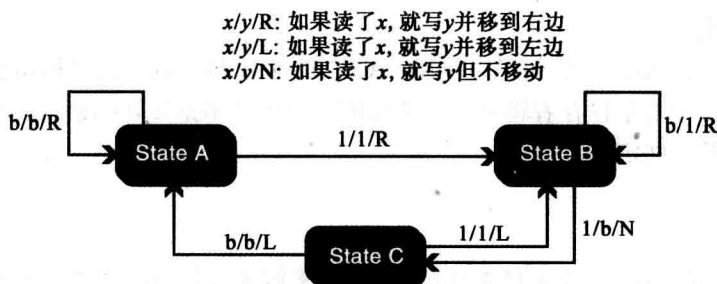 x/y/R: 如果读了x, 就写y并移到右边
x/y/L: 如果读了x, 就写y并移到左边
x/y/N: 如果读了x, 就写y但不移动
b/b/R
State A
1/1/R
State B
b/1/R
b/b/L
State C
1/1/L
1/b/N